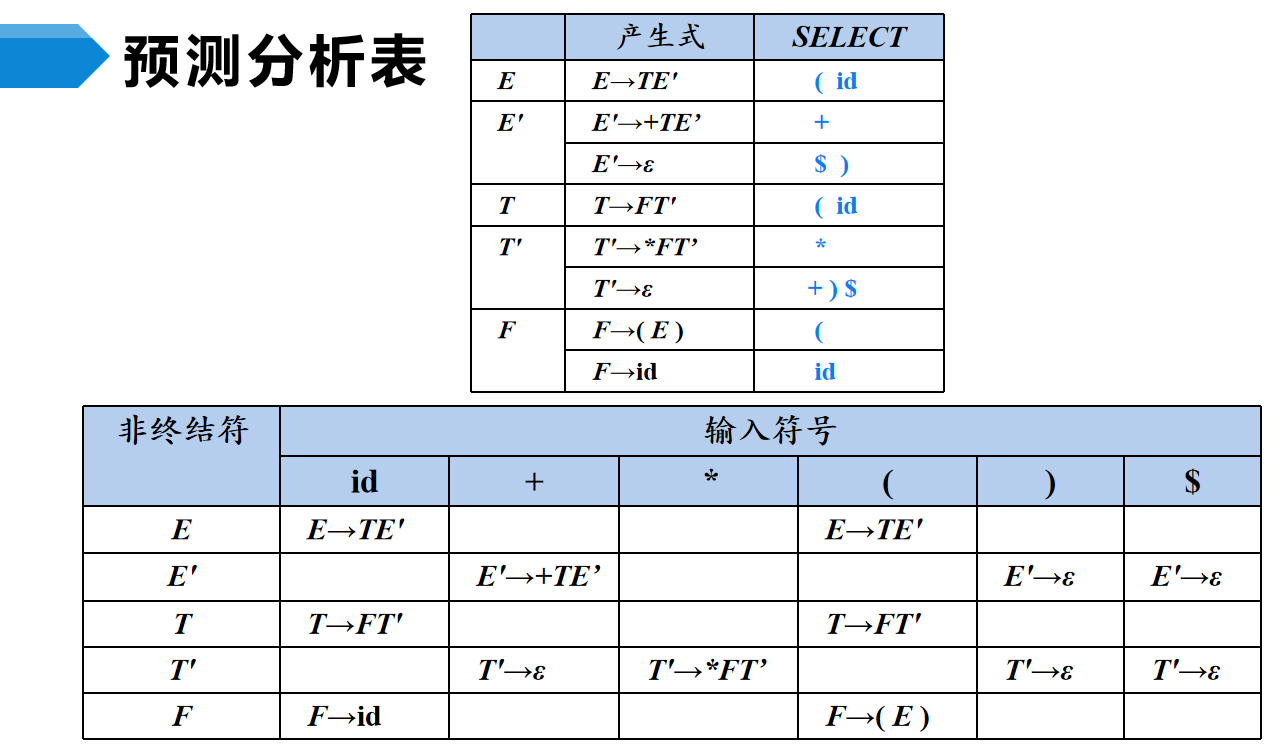 预测分析表
产生式 SELECT
E E→TE' ( id
E' E'→+TE’ +
E'→ε $ )
T T→FT' ( id
T' T'→*FT’ *
T'→ε + ) $
F F→( E ) (
F→id id
非终结符 输入符号
id + * ( ) $
E E→TE' E→TE'
E' E'→+TE’ E'→ε E'→ε
T T→FT' T→FT'
T' T'→ε T'→*FT’ T'→ε T'→ε
F F→id F→( E )